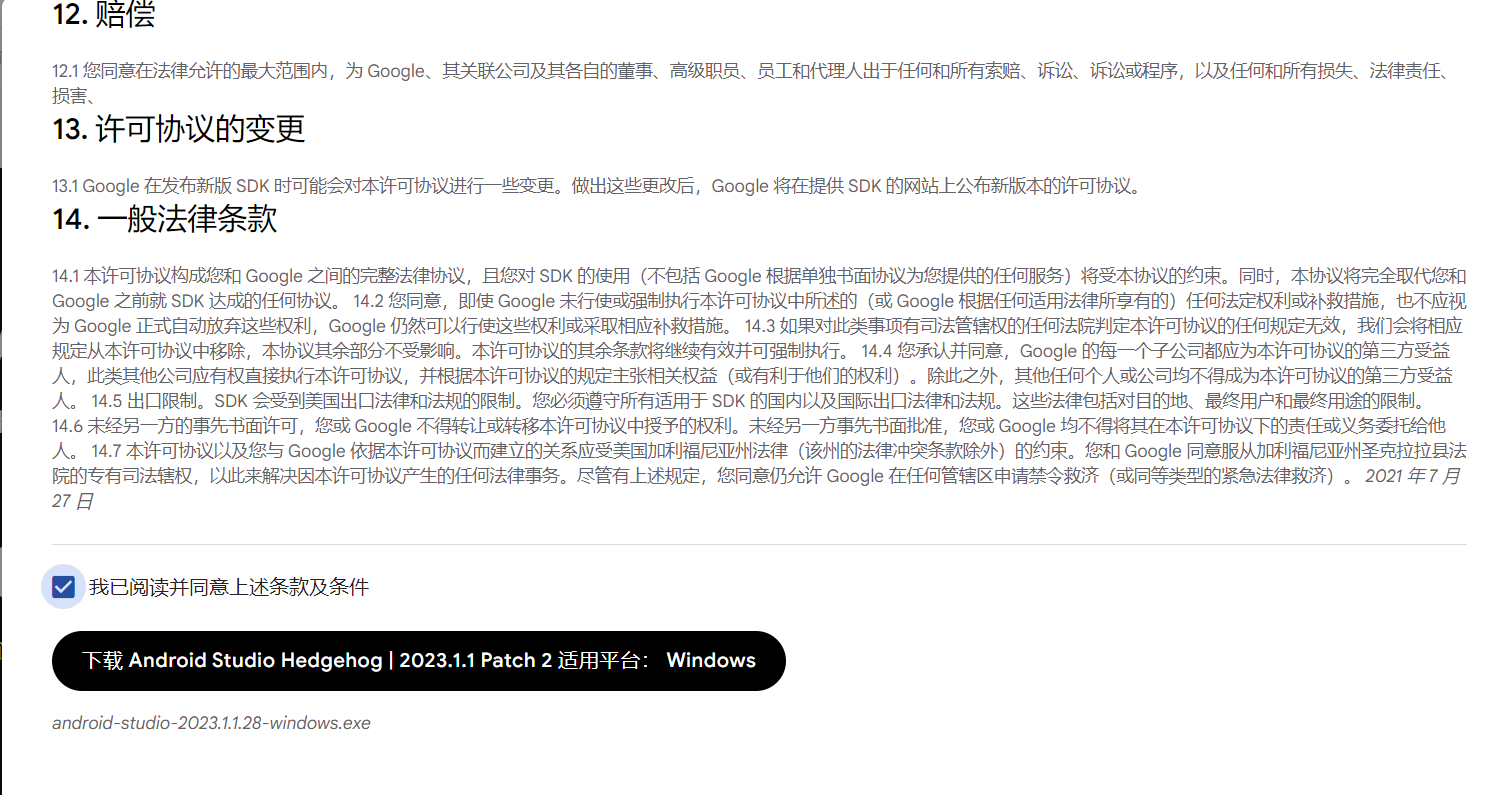 12. 赔偿
12.1 您同意在法律允许的最大范围内，为 Google、其关联公司及其各自的董事、高级职员、员工和代理人出于任何和所有索赔、诉讼、诉讼或程序，以及任何和所有损失、法律责任、
损害、
13. 许可协议的变更
13.1 Google 在发布新版 SDK 时可能会对本许可协议进行一些变更。做出这些更改后，Google 将在提供 SDK 的网站上公布新版本的许可协议。
14. 一般法律条款
14.1 本许可协议构成您和 Google 之间的完整法律协议，且您对 SDK 的使用（不包括 Google 根据单独书面协议为您提供的任何服务）将受本协议的约束。同时，本协议将完全取代您和
Google 之前就 SDK 达成的任何协议。 14.2 您同意，即使 Google 未行使或强制执行本许可协议中所述的（或 Google 根据任何适用法律所享有的）任何法定权利或补救措施，也不应视
为 Google 正式自动放弃这些权利，Google 仍然可以行使这些权利或采取相应补救措施。 14.3 如果对此类事项有司法管辖权的任何法院判定本许可协议的任何规定无效，我们会将相应
规定从本许可协议中移除，本协议其余部分不受影响。本许可协议的其余条款将继续有效并可强制执行。 14.4 您承认并同意，Google 的每一个子公司都应为本许可协议的第三方受益
人，此类其他公司应有权直接执行本许可协议，并根据本许可协议的规定主张相关权益（或有利于他们的权利）。除此之外，其他任何个人或公司均不得成为本许可协议的第三方受益
人。 14.5 出口限制。SDK 会受到美国出口法律和法规的限制。您必须遵守所有适用于 SDK 的国内以及国际出口法律和法规。这些法律包括对目的地、最终用户和最终用途的限制。
14.6 未经另一方的事先书面许可，您或 Google 不得转让或转移本许可协议中授予的权利。未经另一方事先书面批准，您或 Google 均不得将其在本许可协议下的责任或义务委托给他
人。 14.7 本许可协议以及您与 Google 依据本许可协议而建立的关系应受美国加利福尼亚州法律（该州的法律冲突条款除外）的约束。您和 Google 同意服从加利福尼亚州圣克拉拉县法
院的专有司法辖权，以此来解决因本许可协议产生的任何法律事务。尽管有上述规定，您同意仍允许 Google 在任何管辖区申请禁令救济（或同等类型的紧急法律救济）。 2021 年 7 月
27 日
我已阅读并同意上述条款及条件
下载 Android Studio Hedgehog | 2023.1.1 Patch 2 适用平台： Windows
android-studio-2023.1.1.28-windows.exe